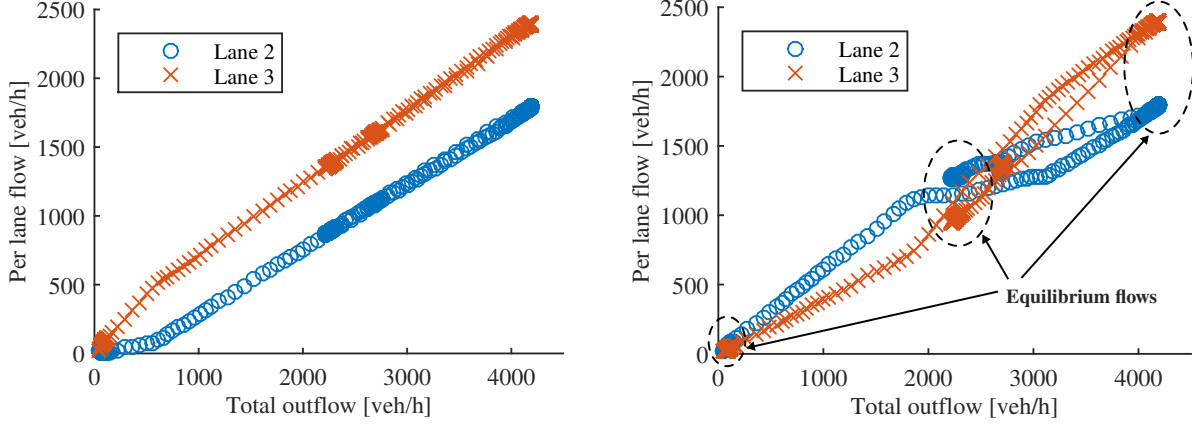 2500
2000
1500
1000
500
0
Per lane flow [veh/h]
Lane 2
Lane 3
0 1000 2000 3000 4000
Total outflow [veh/h]
2500
2000
1500
1000
500
0
Per lane flow [veh/h]
Lane 2
Lane 3
Equilibrium flows
0 1000 2000 3000 4000
Total outflow [veh/h]